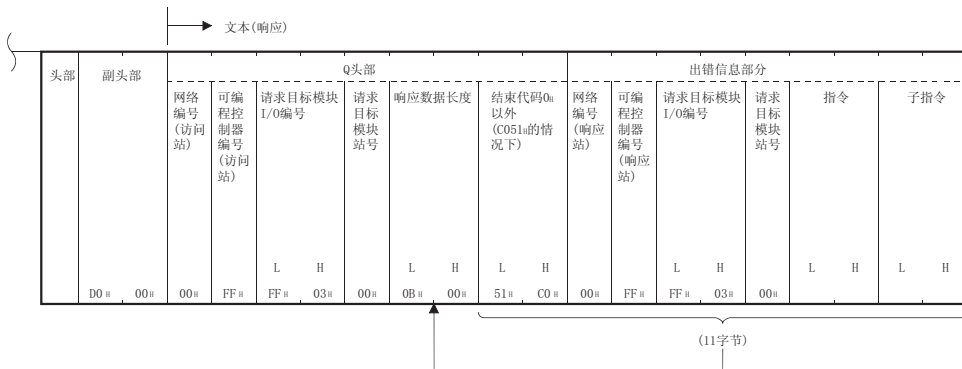 文本(响应)
头部
副头部
Q头部
出错信息部分
网络
编号
(访问
站)
可编
程控
制器
编号
(访问
站)
请求目标模块
I/O编号
请求
目标
模块
站号
响应数据长度
结束代码0H
以外
(C051H的情
况下)
网络
编号
(响应
站)
可编
程控
制器
编号
(响应
站)
请求目标模块
I/O编号
请求
目标
模块
站号
指令
子指令
L H L H L H L H L H L H
D0H 00H 00H FFH FFH 03H 00H 0BH 00H 51H C0H 00H FFH FFH 03H 00H
(11字节)